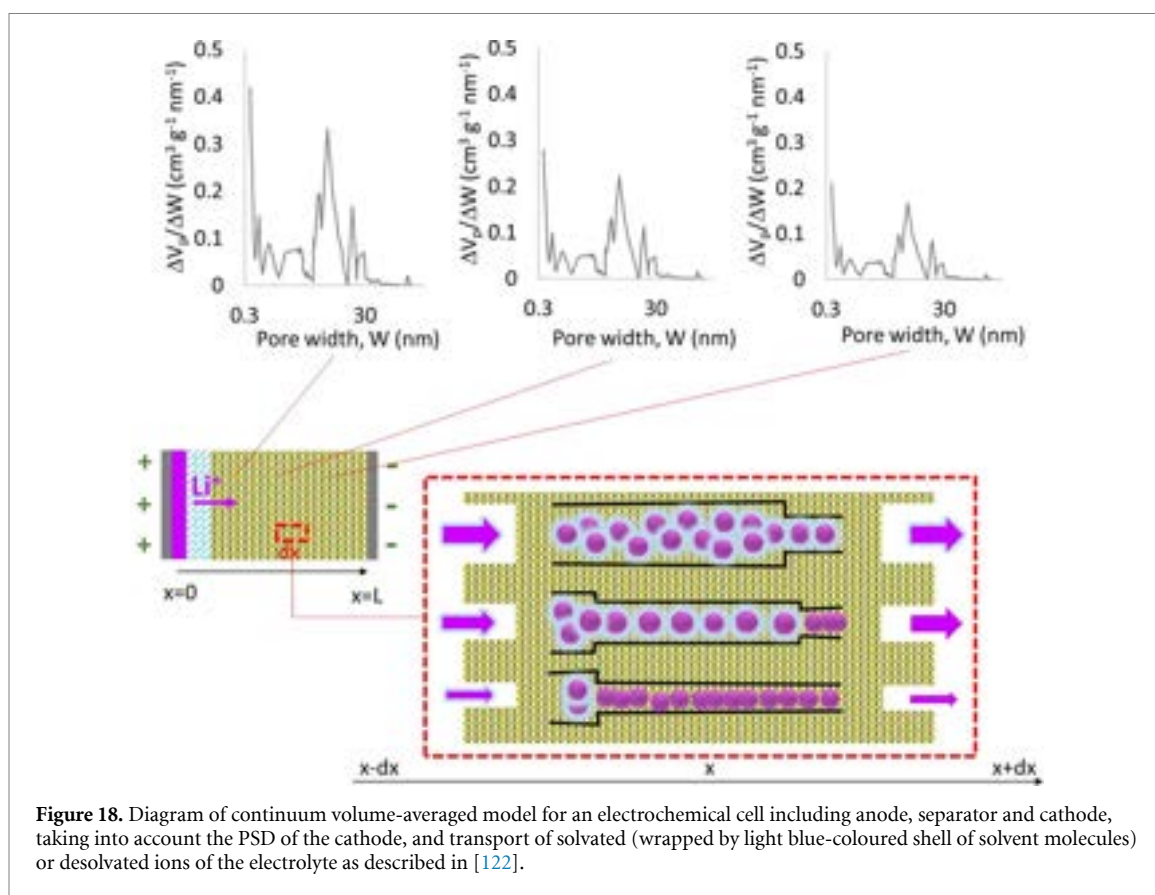 0.5
0.4
0.3
0.2
0.1
0
ΔVp/ΔW (cm³ g⁻¹ nm⁻¹)
0.3
30
Pore width, W (nm)
0.5
0.4
0.3
0.2
0.1
0
ΔVp/ΔW (cm³ g⁻¹ nm⁻¹)
0.3
30
Pore width, W (nm)
0.5
0.4
0.3
0.2
0.1
0
ΔVp/ΔW (cm³ g⁻¹ nm⁻¹)
0.3
30
Pore width, W (nm)
+ -
Li⁺
+ -
+ -
dx
x=0 x=L
x-dx x x+dx
Figure 18. Diagram of continuum volume-averaged model for an electrochemical cell including anode, separator and cathode,
taking into account the PSD of the cathode, and transport of solvated (wrapped by light blue-coloured shell of solvent molecules)
or desolvated ions of the electrolyte as described in [122].